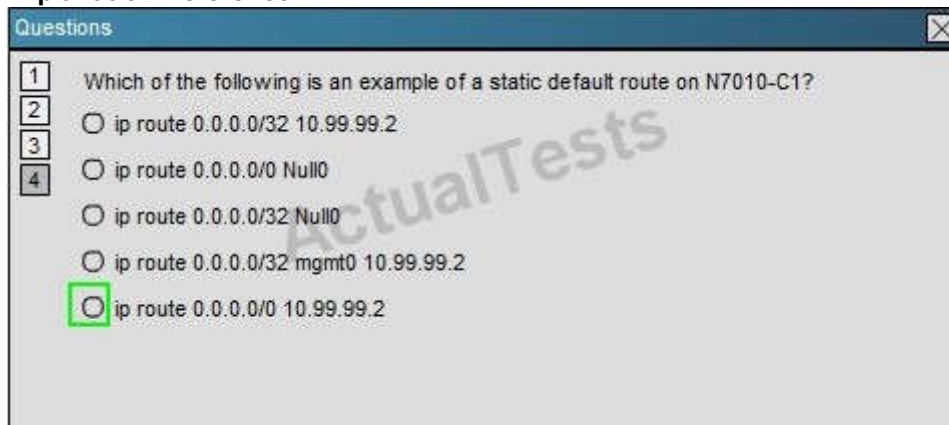 Questions
1
Which of the following is an example of a static default route on N7010-C1?
2
ip route 0.0.0.0/32 10.99.99.2
3
ip route 0.0.0.0/0 Null0
4
ip route 0.0.0.0/32 Null0
ip route 0.0.0.0/32 mgmt0 10.99.99.2
ip route 0.0.0.0/0 10.99.99.2
ActualTests